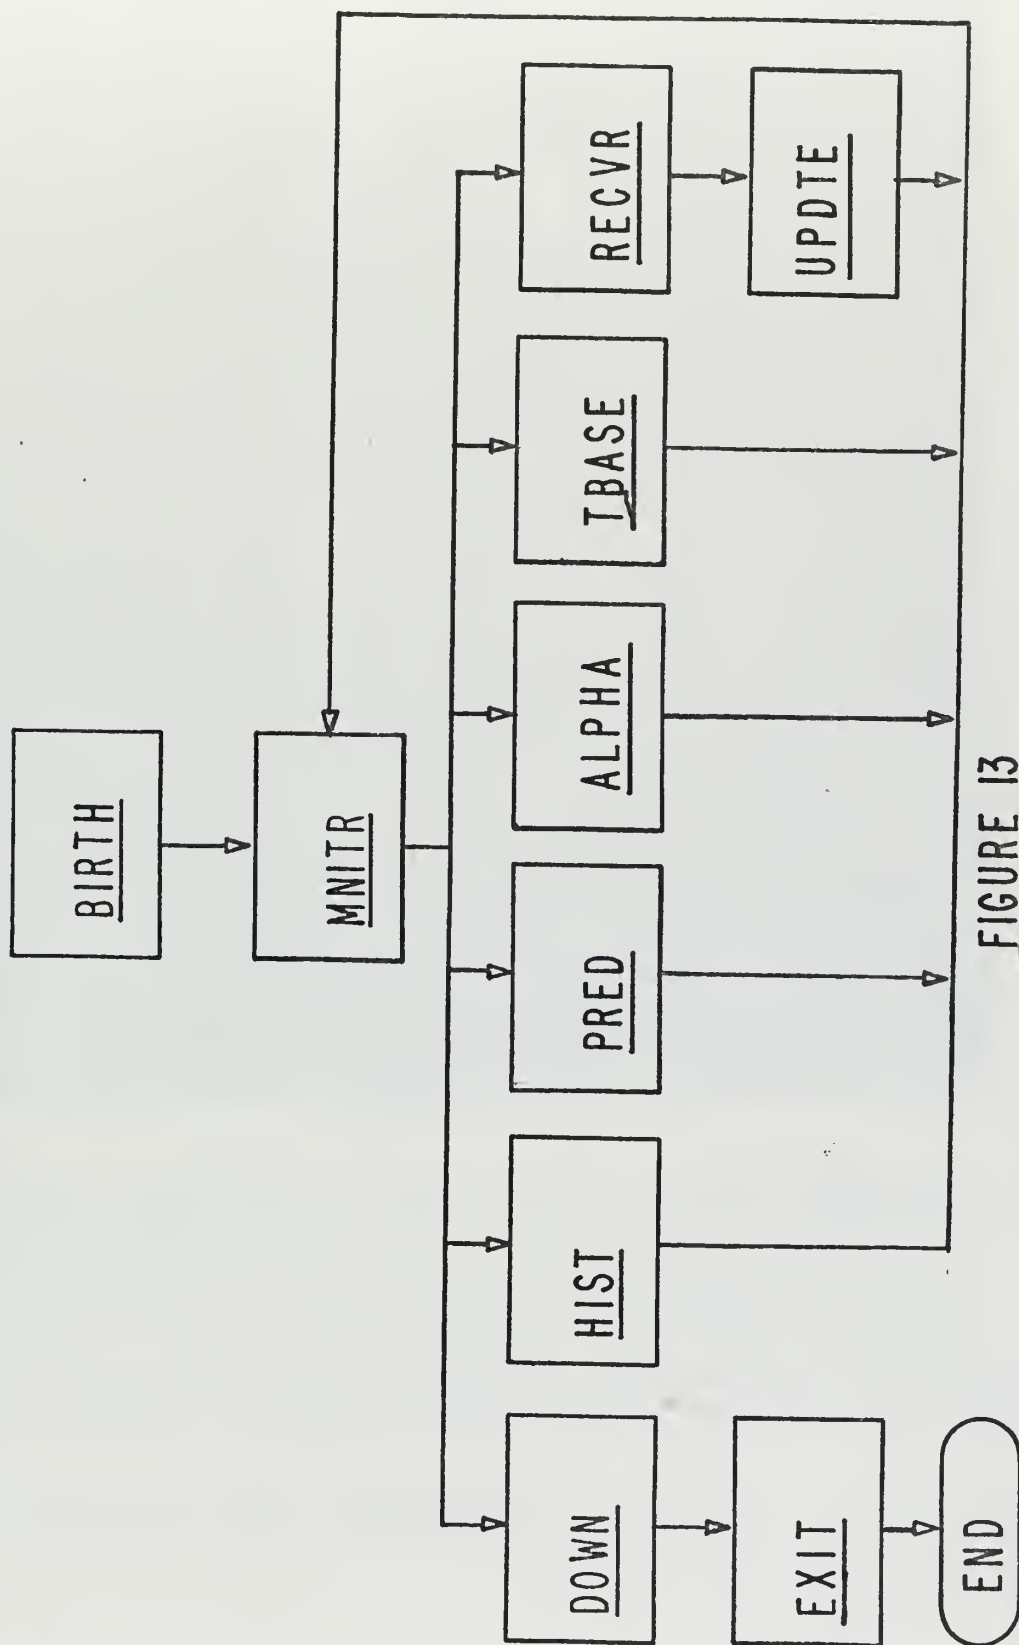 BIRTH
MNITR
DOWN
HIST
PRED
ALPHA
TBASE
RECVR
EXIT
UPDTE
END
FIGURE 13